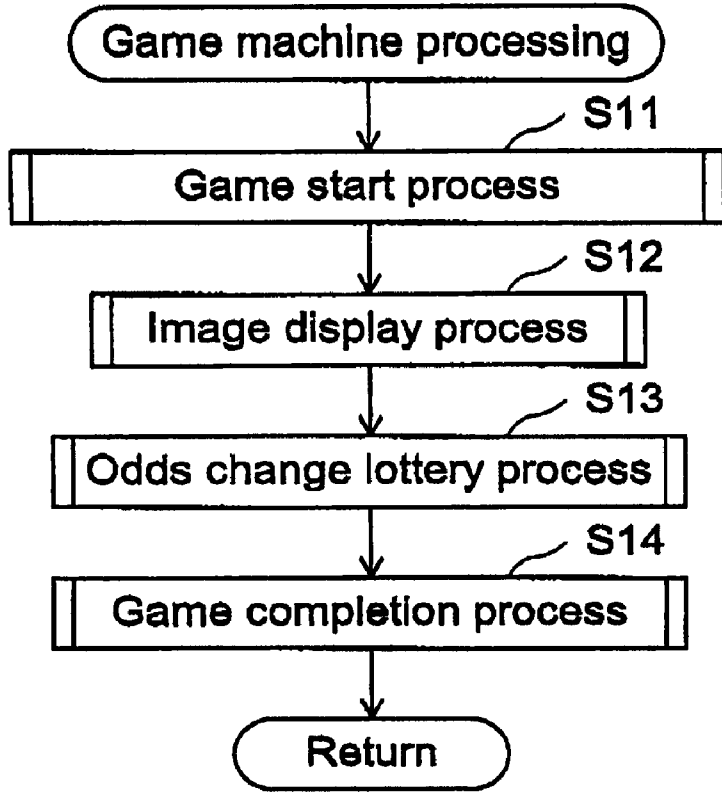 Game machine processing
S11
Game start process
S12
Image display process
S13
Odds change lottery process
S14
Game completion process
Return